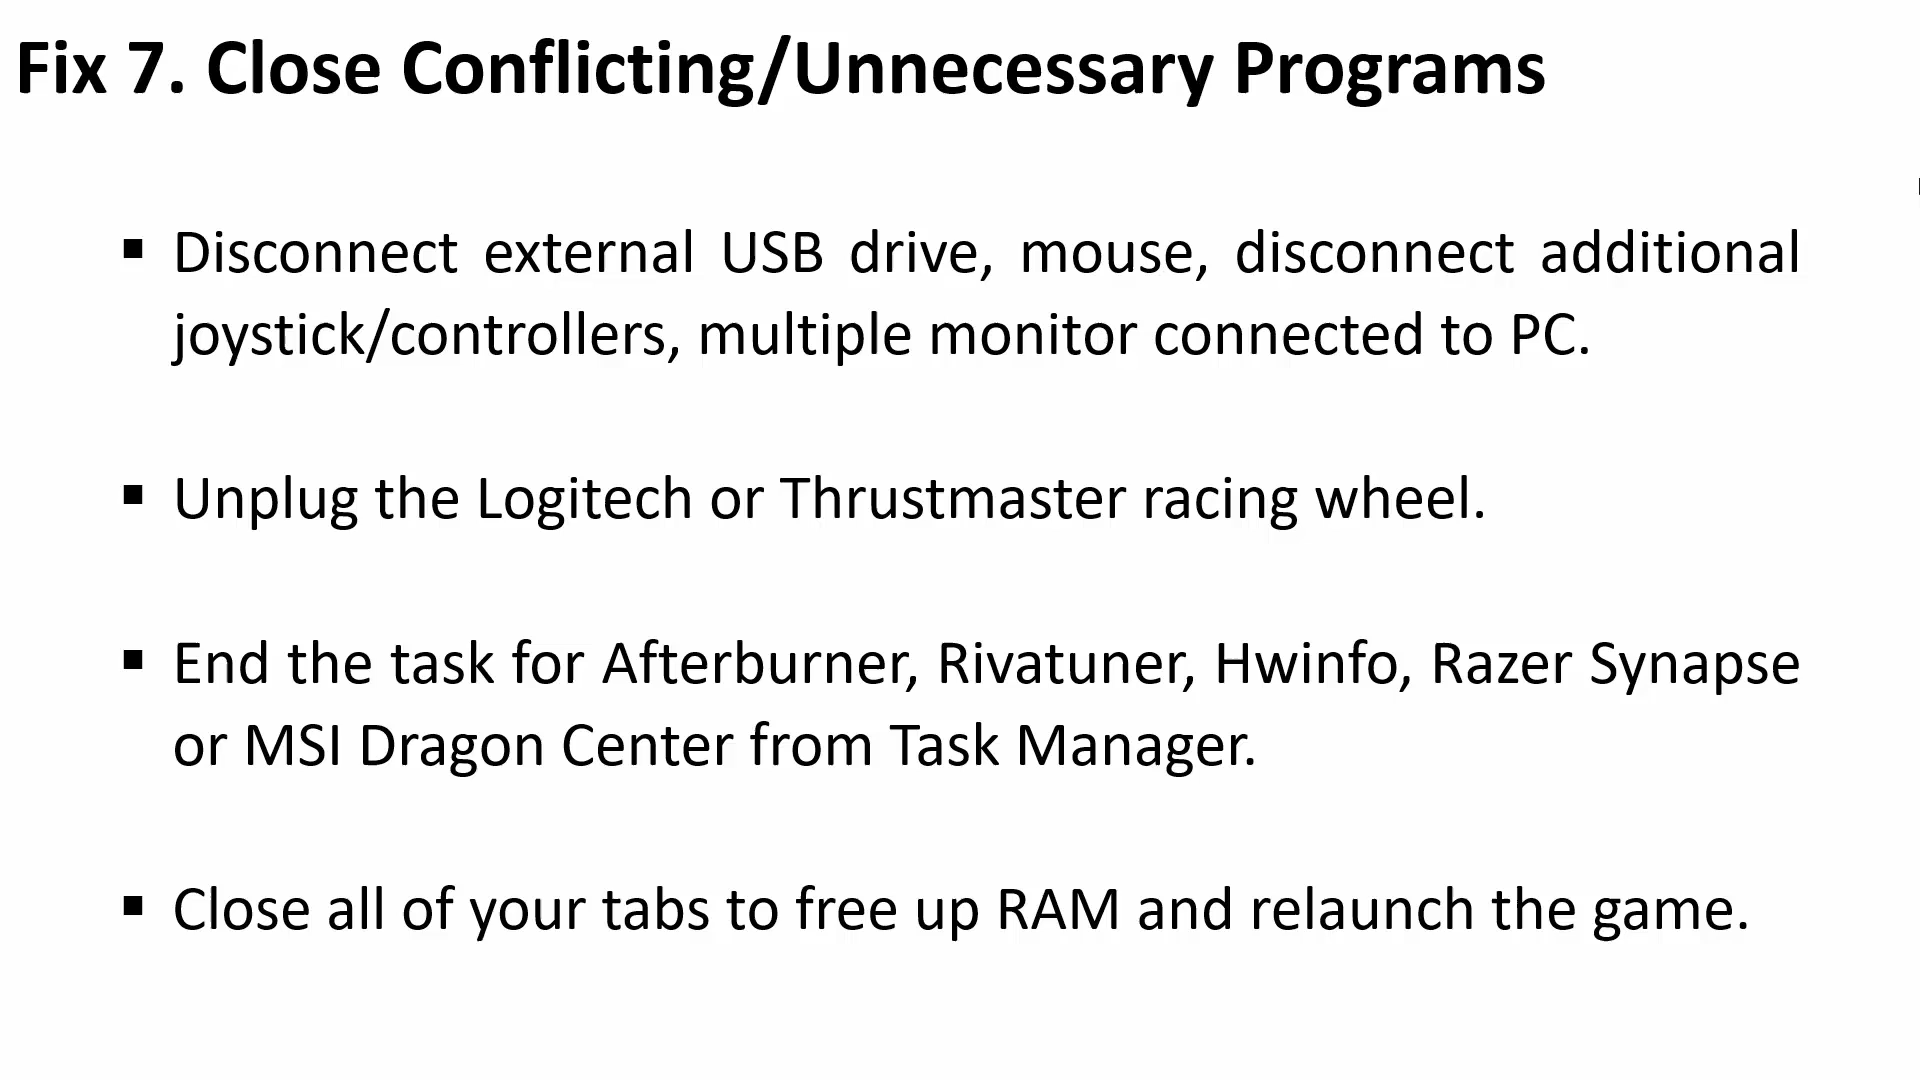 Fix 7. Close Conflicting/Unnecessary Programs
▪ Disconnect external USB drive, mouse, disconnect additional
joystick/controllers, multiple monitor connected to PC.
▪ Unplug the Logitech or Thrustmaster racing wheel.
▪ End the task for Afterburner, Rivatuner, Hwinfo, Razer Synapse
or MSI Dragon Center from Task Manager.
▪ Close all of your tabs to free up RAM and relaunch the game.